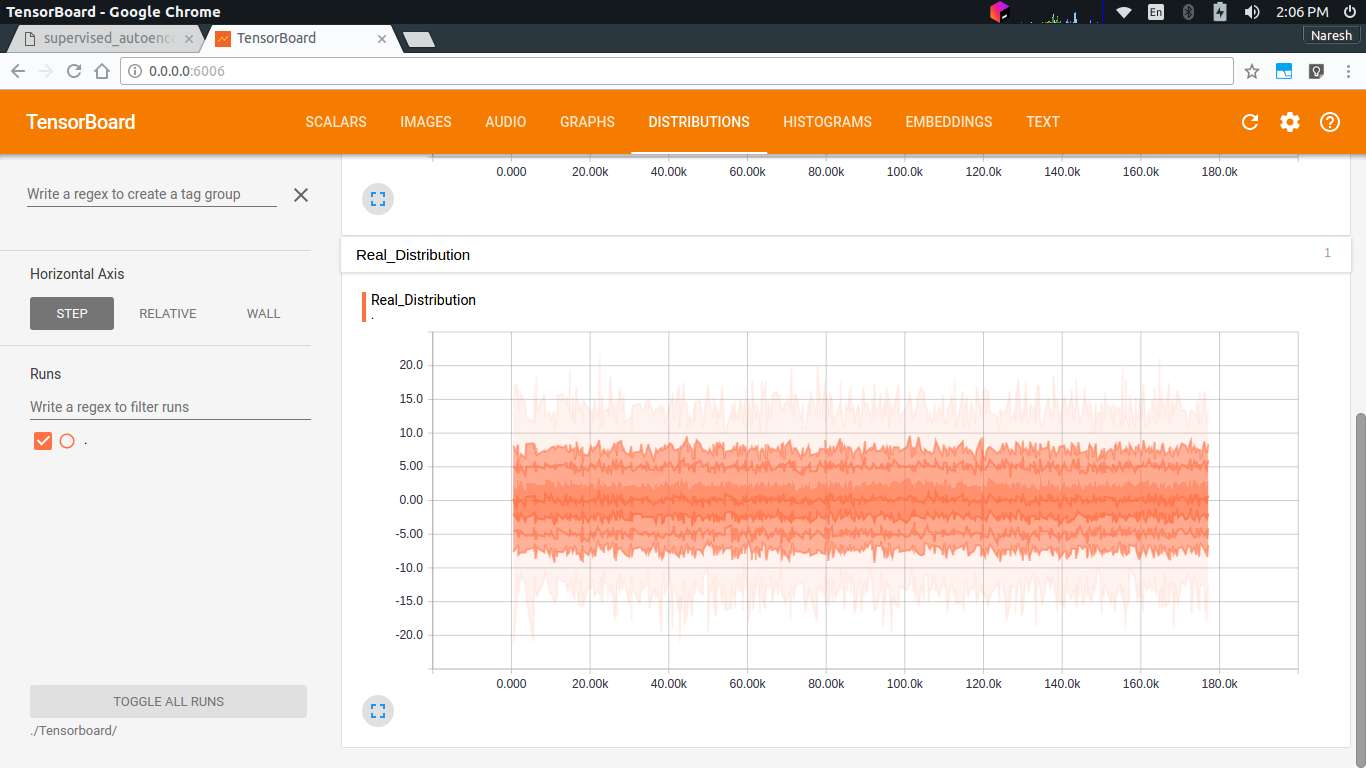 TensorBoard - Google Chrome
En
2:06 PM
supervised_autoenc
TensorBoard
Naresh
0.0.0.0:6006
TensorBoard
SCALARS
IMAGES
AUDIO
GRAPHS
DISTRIBUTIONS
HISTOGRAMS
EMBEDDINGS
TEXT
Write a regex to create a tag group
Horizontal Axis
STEP
RELATIVE
WALL
Runs
Write a regex to filter runs
.
TOGGLE ALL RUNS
./Tensorboard/
0.000 20.00k 40.00k 60.00k 80.00k 100.0k 120.0k 140.0k 160.0k 180.0k
Real_Distribution
1
Real_Distribution
.
20.0
15.0
10.0
5.00
0.00
-5.00
-10.0
-15.0
-20.0
0.000 20.00k 40.00k 60.00k 80.00k 100.0k 120.0k 140.0k 160.0k 180.0k